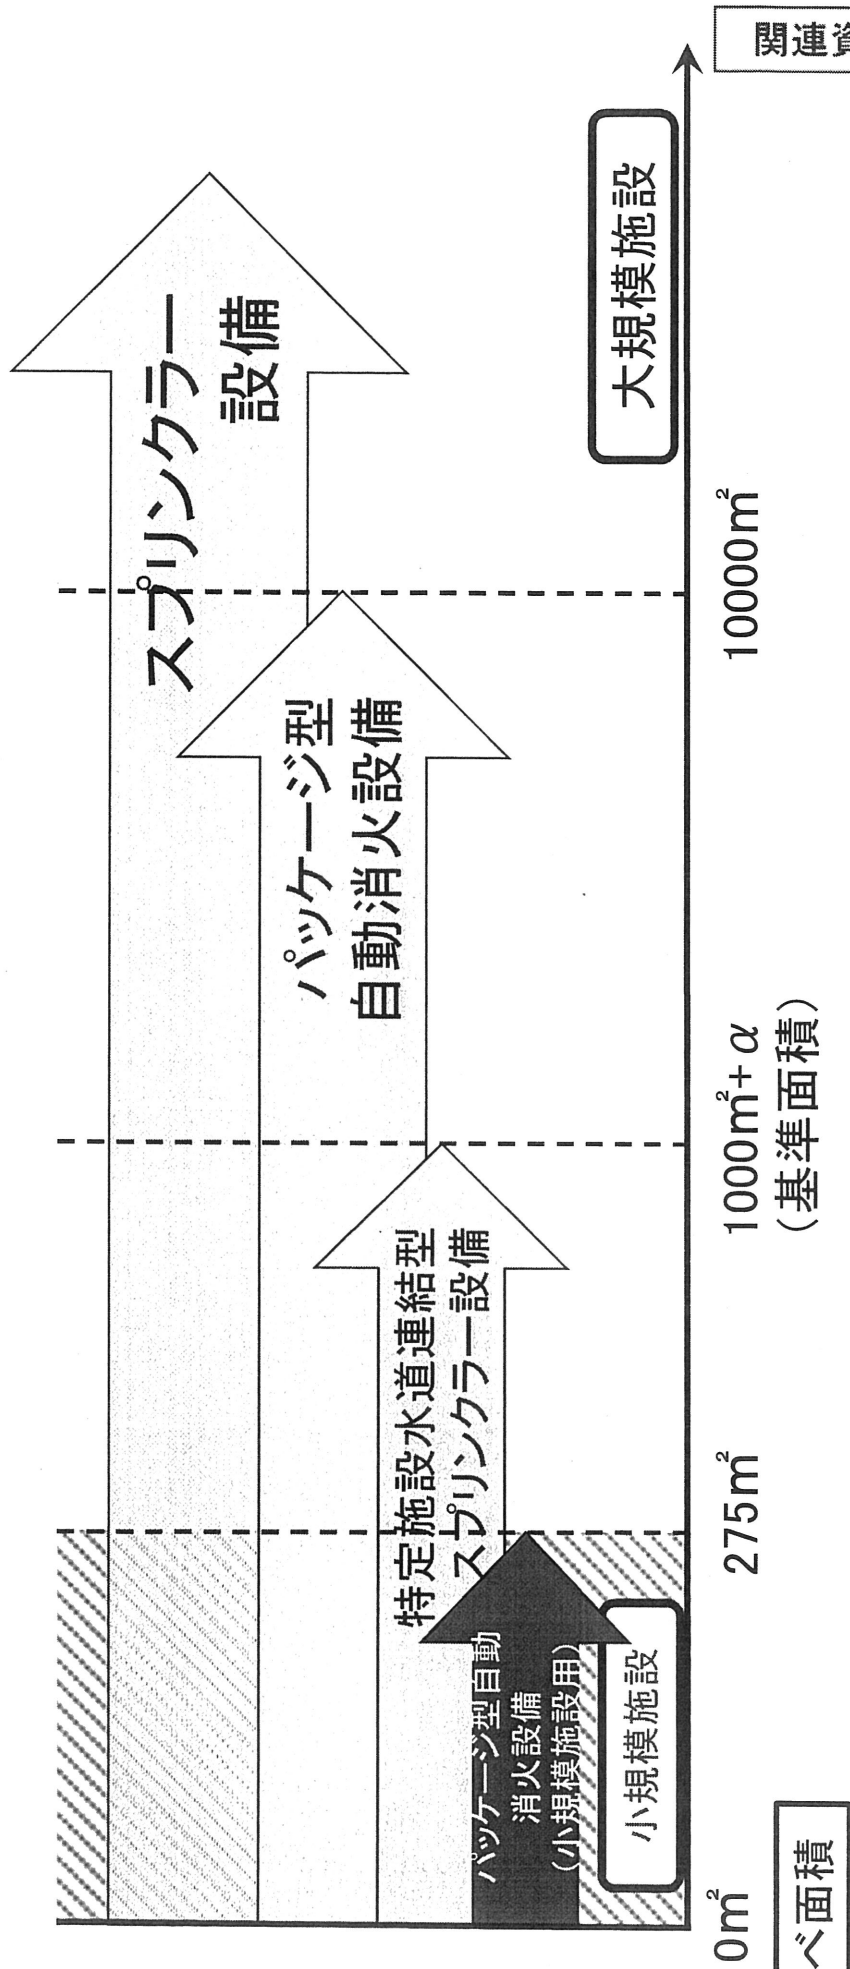 関連資
スプリンクラー
設備
パッケージ型
自動消火設備
特定施設水道連結型
スプリンクラー設備
パッケージ型自動
消火設備
（小規模施設用）
小規模施設
大規模施設
0㎡
275㎡
1000㎡+α
（基準面積）
10000㎡
べ面積